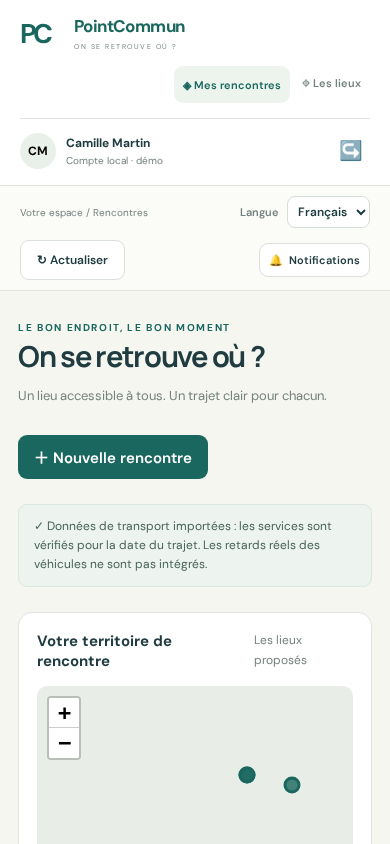 PC
PointCommun
ON SE RETROUVE OÙ ?
◈ Mes rencontres
⌖ Les lieux
CM
Camille Martin
Compte local · démo
Votre espace / Rencontres
Langue
Français
↻ Actualiser
🔔 Notifications
LE BON ENDROIT, LE BON MOMENT
On se retrouve où ?
Un lieu accessible à tous. Un trajet clair pour chacun.
+ Nouvelle rencontre
✓ Données de transport importées : les services sont
vérifiés pour la date du trajet. Les retards réels des
véhicules ne sont pas intégrés.
Votre territoire de
rencontre
Les lieux
proposés
+
−